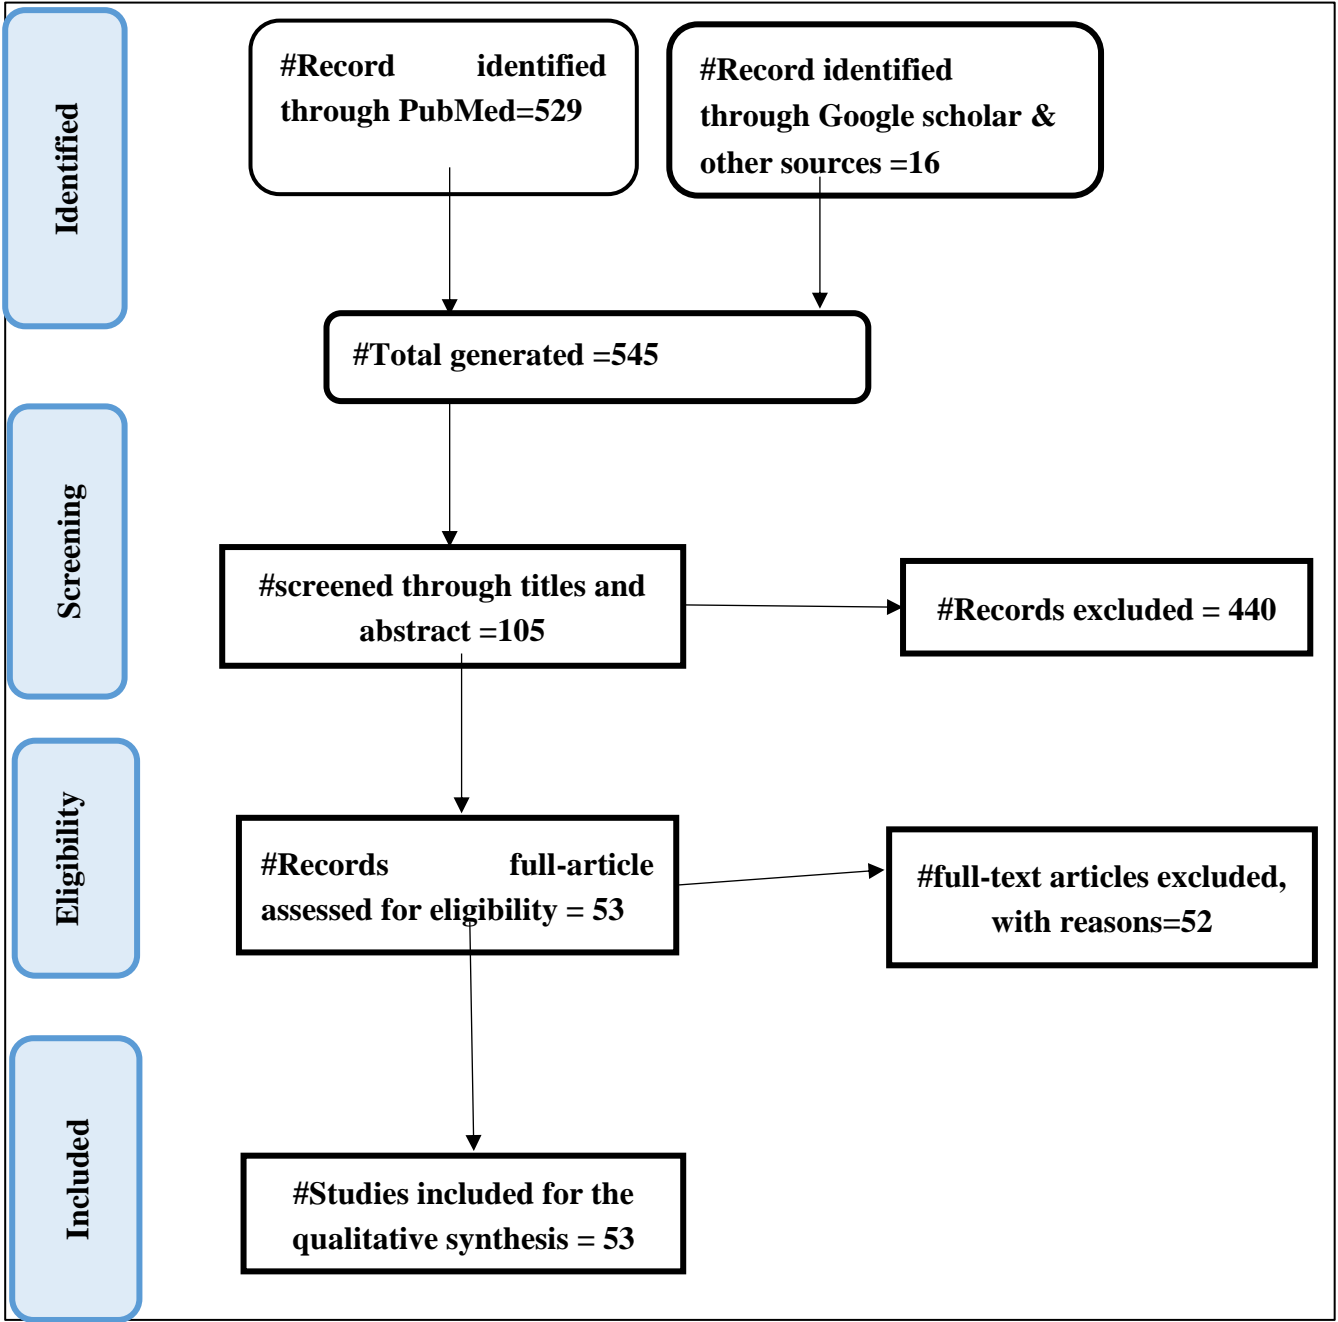 Identified
#Record identified
through PubMed=529
#Record identified
through Google scholar &
other sources =16
#Total generated =545
Screening
#screened through titles and
abstract =105
#Records excluded = 440
Eligibility
#Records full-article
assessed for eligibility = 53
#full-text articles excluded,
with reasons=52
Included
#Studies included for the
qualitative synthesis = 53